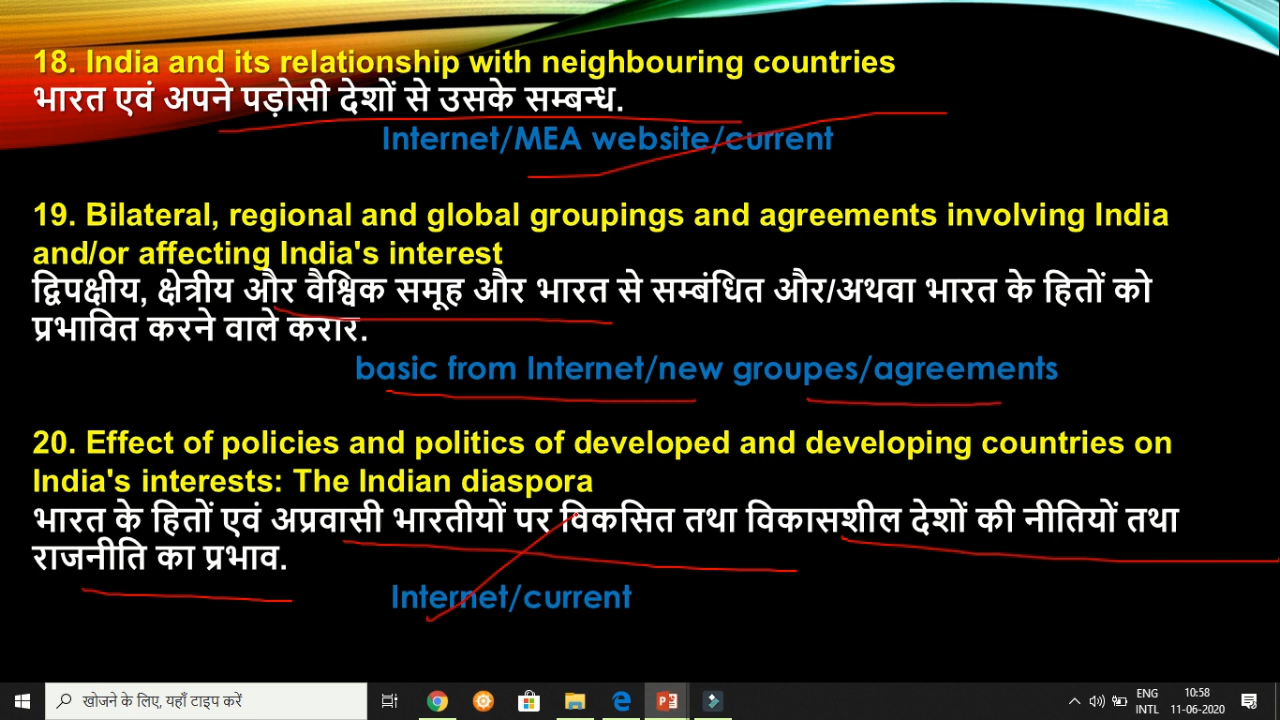 18. India and its relationship with neighbouring countries
भारत एवं अपने पड़ोसी देशों से उसके सम्बन्ध.
Internet/MEA website/current
19. Bilateral, regional and global groupings and agreements involving India
and/or affecting India's interest
द्विपक्षीय, क्षेत्रीय और वैश्विक समूह और भारत से सम्बंधित और/अथवा भारत के हितों को
प्रभावित करने वाले करार.
basic from Internet/new groupes/agreements
20. Effect of policies and politics of developed and developing countries on
India's interests: The Indian diaspora
भारत के हितों एवं अप्रवासी भारतीयों पर विकसित तथा विकासशील देशों की नीतियों तथा
राजनीति का प्रभाव.
Internet/current
खोजने के लिए, यहाँ टाइप करें
ENG
INTL
10:58
11-06-2020